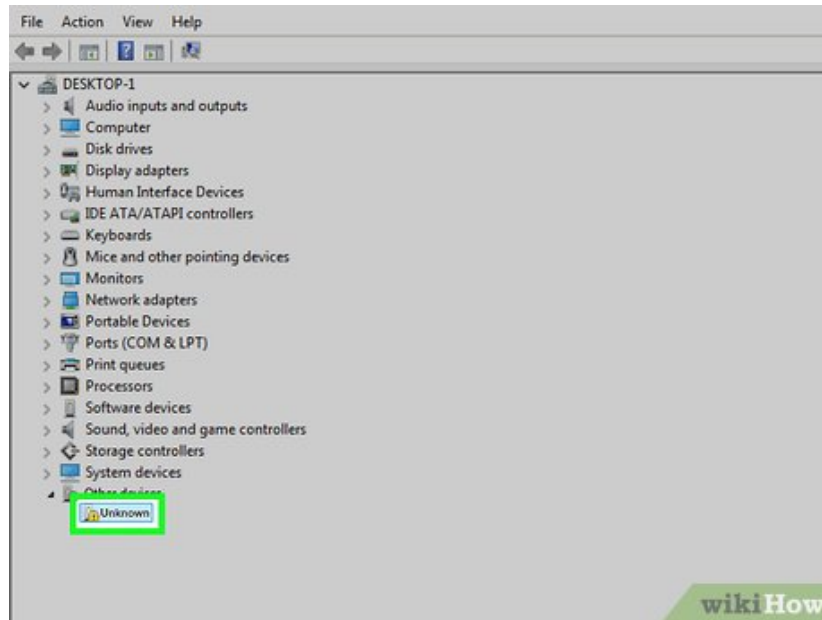 File Action View Help
DESKTOP-1
Audio inputs and outputs
Computer
Disk drives
Display adapters
Human Interface Devices
IDE ATA/ATAPI controllers
Keyboards
Mice and other pointing devices
Monitors
Network adapters
Portable Devices
Ports (COM & LPT)
Print queues
Processors
Software devices
Sound, video and game controllers
Storage controllers
System devices
Other devices
Unknown
wikiHow